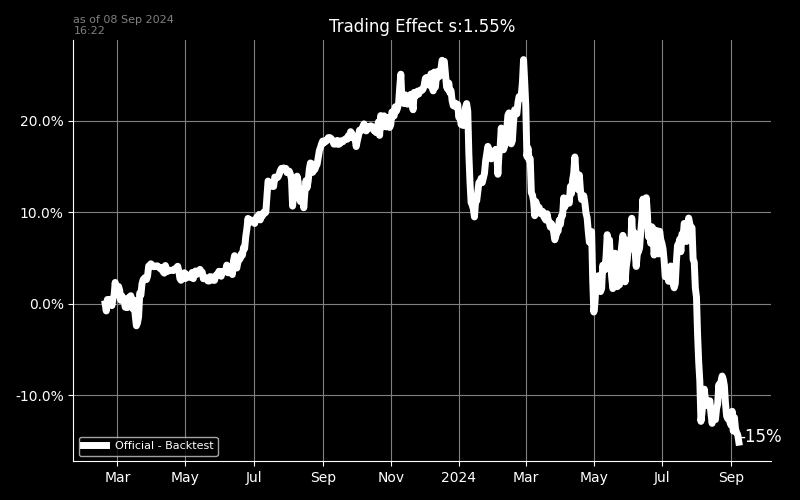 as of 08 Sep 2024
16:22
Trading Effect s:1.55%
20.0%
10.0%
0.0%
-10.0%
-15%
Official - Backtest
Mar May Jul Sep Nov 2024 Mar May Jul Sep